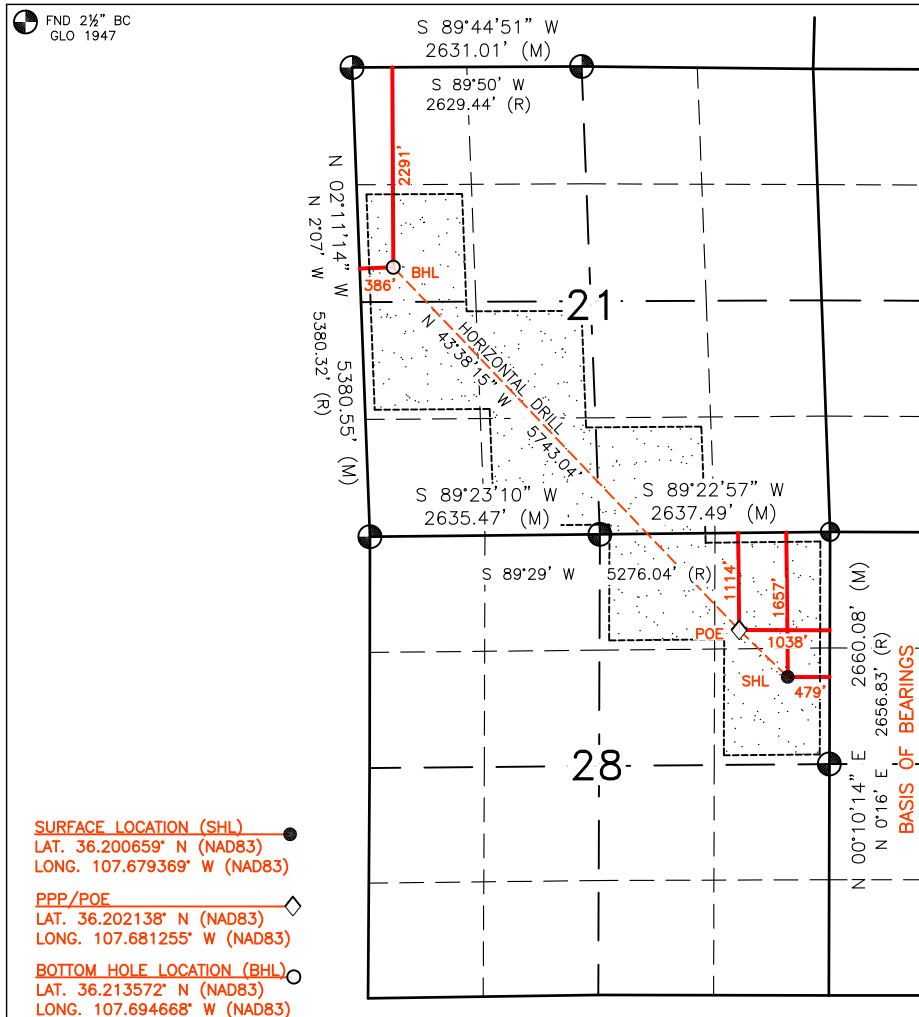 FND 2½" BC
GLO 1947
S 89°44'51" W
2631.01' (M)
S 89°50' W
2629.44' (R)
2291'
N 02°11'14" W
5380.55' (M)
N 2°07' W
5380.32' (R)
BHL
386'
21
HORIZONTAL DRILL
N 43°38'15" W
5743.04'
S 89°23'10" W
2635.47' (M)
S 89°22'57" W
2637.49' (M)
S 89°29' W
5276.04' (R)
1114'
1657'
POE
1038'
SHL
479'
28
N 00°10'14" E
2660.08' (M)
N 0°16' E
2656.83' (R)
BASIS OF BEARINGS
SURFACE LOCATION (SHL)
LAT. 36.200659° N (NAD83)
LONG. 107.679369° W (NAD83)
PPP/POE
LAT. 36.202138° N (NAD83)
LONG. 107.681255° W (NAD83)
BOTTOM HOLE LOCATION (BHL)
LAT. 36.213572° N (NAD83)
LONG. 107.694668° W (NAD83)